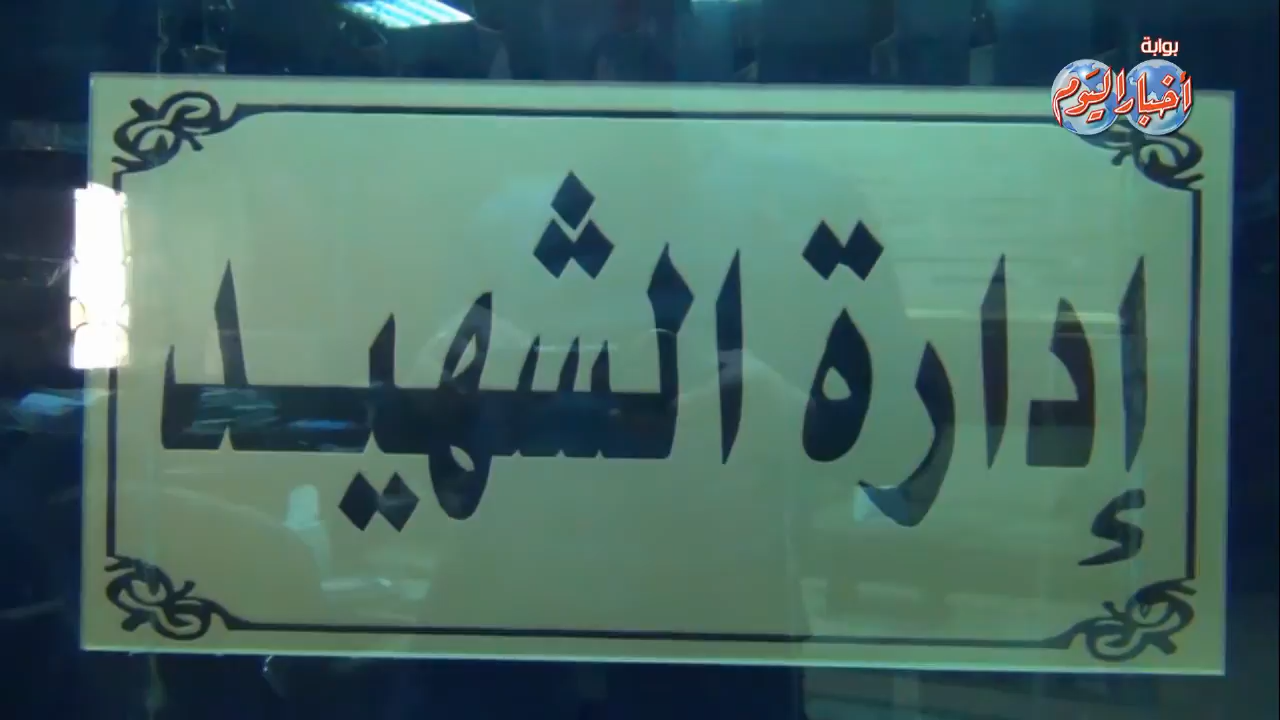 بوابة
أخبار اليوم
إدارة الشهيد